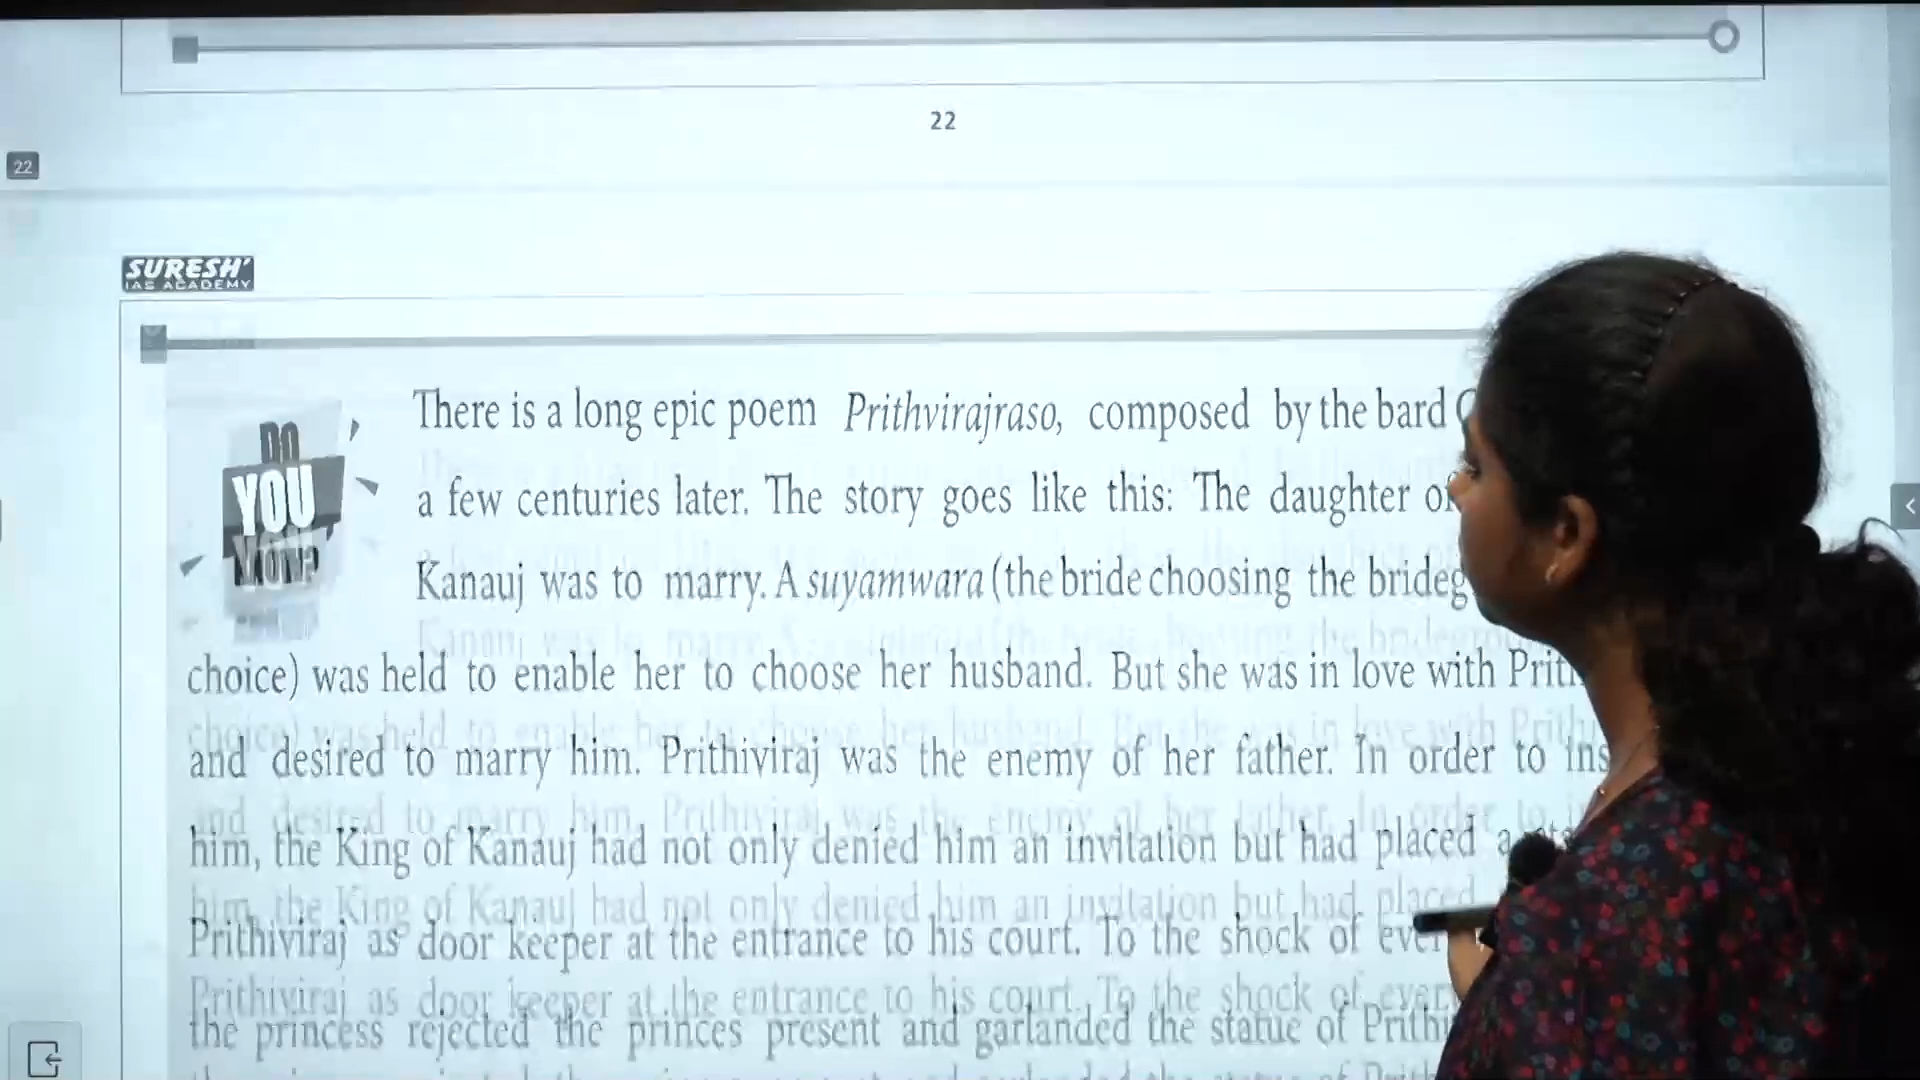 22
22
SURESH'
IAS ACADEMY
DO
YOU
There is a long epic poem Prithvirajraso, composed by the bard
a few centuries later. The story goes like this: The daughter of
Kanauj was to marry. A suyamwara (the bride choosing the
choice) was held to enable her to choose her husband. But she was in love with
and desired to marry him. Prithiviraj was the enemy of her father. In order to
him, the King of Kanauj had not only denied him an invitation but had placed a
Prithiviraj as door keeper at the entrance to his court. To the shock of
the princess rejected the princes present and garlanded the statue of